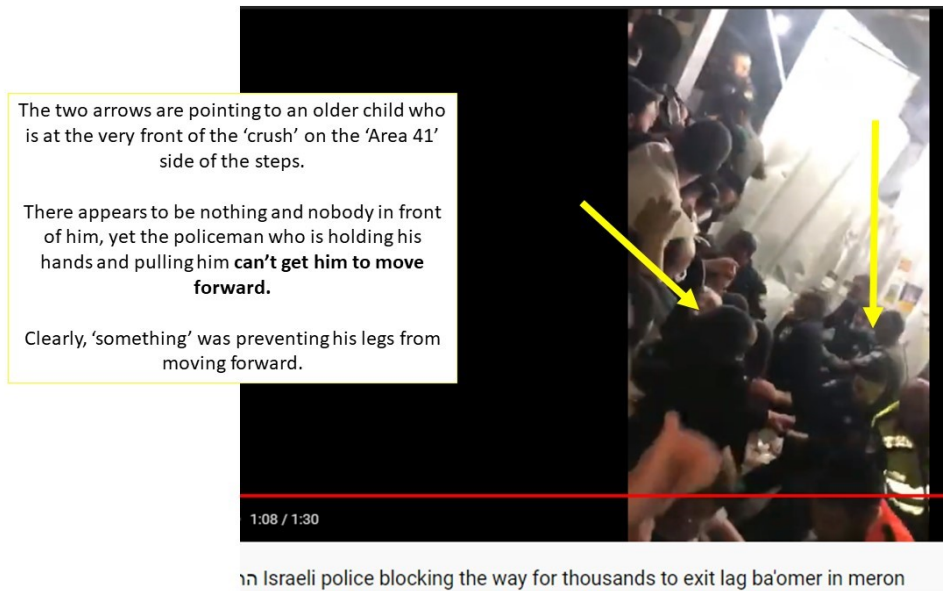 The two arrows are pointing to an older child who
is at the very front of the ‘crush’ on the ‘Area 41’
side of the steps.
There appears to be nothing and nobody in front
of him, yet the policeman who is holding his
hands and pulling him can’t get him to move
forward.
Clearly, ‘something’ was preventing his legs from
moving forward.
1:08 / 1:30
Israeli police blocking the way for thousands to exit lag ba'omer in meron